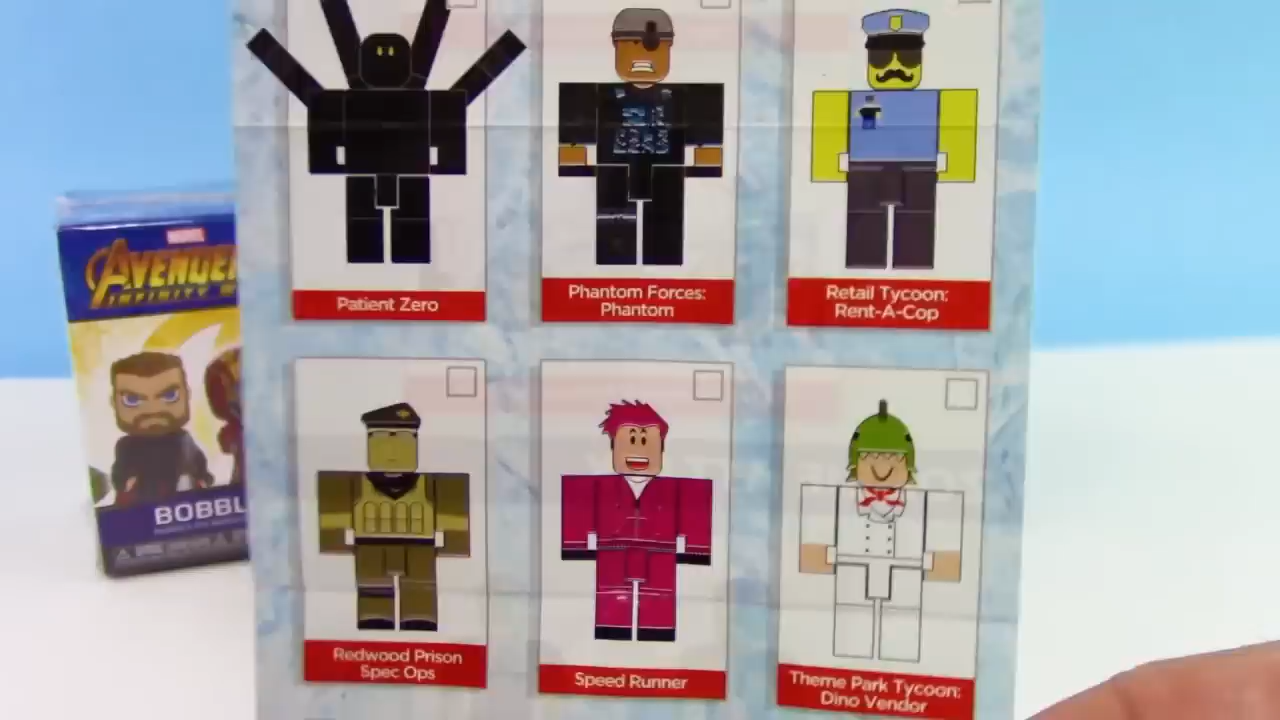 MARVEL
AVENGE
INFINITY W
BOBBL
Patient Zero
Phantom Forces:
Phantom
Retail Tycoon:
Rent-A-Cop
Redwood Prison
Spec Ops
Speed Runner
Theme Park Tycoon:
Dino Vendor